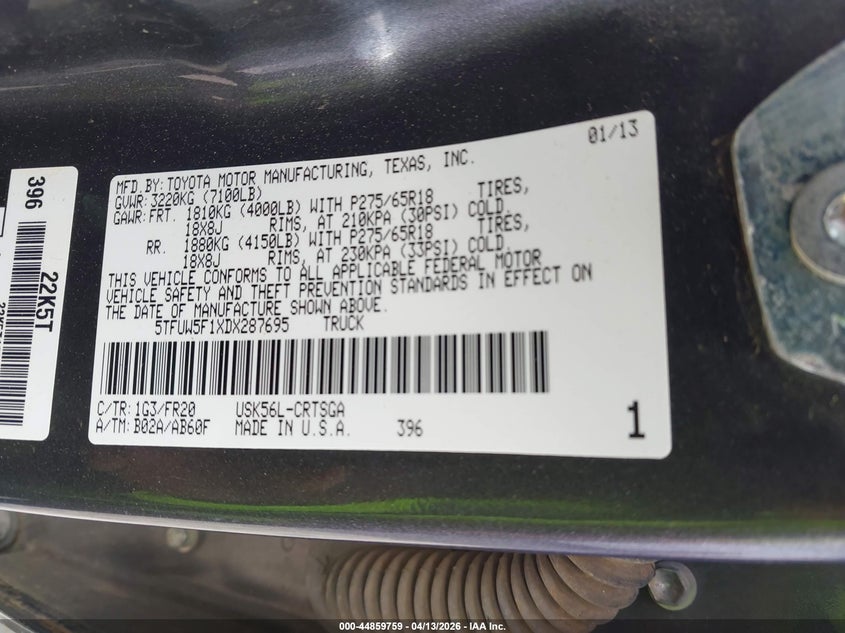 396
22K5T
01/13
MFD.BY:TOYOTA MOTOR MANUFACTURING, TEXAS, INC.
GVWR:3220KG (7100LB)
GAWR:FRT. 1810KG (4000LB) WITH P275/65R18 TIRES,
18X8J RIMS, AT 210KPA (30PSI) COLD.
RR. 1880KG (4150LB) WITH P275/65R18 TIRES,
18X8J RIMS, AT 230KPA (33PSI) COLD.
THIS VEHICLE CONFORMS TO ALL APPLICABLE FEDERAL MOTOR
VEHICLE SAFETY AND THEFT PREVENTION STANDARDS IN EFFECT ON
THE DATE OF MANUFACTURE SHOWN ABOVE.
5TFUW5F1XDX287695 TRUCK
C/TR:1G3/FR20 USK56L-CRTSGA
A/TM:B02A/AB60F MADE IN U.S.A. 396 1
000-44859759 - 04/13/2026 - IAA Inc.